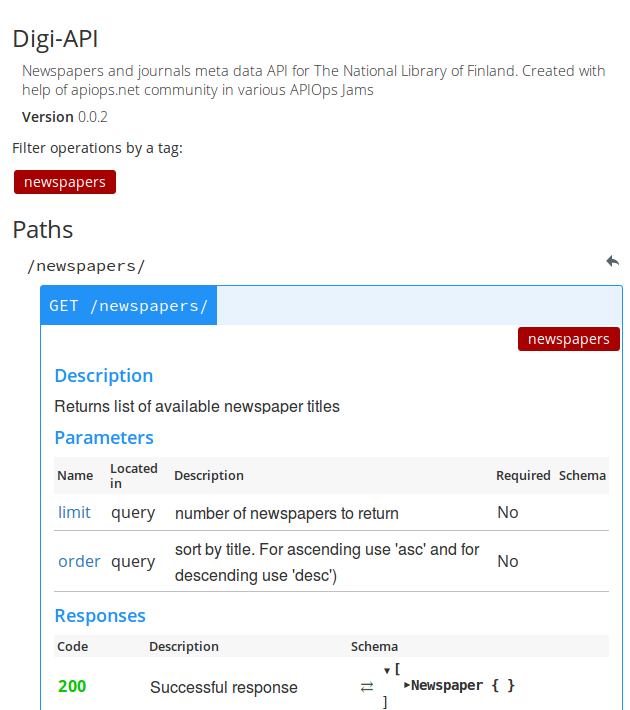 Digi-API
Newspapers and journals meta data API for The National Library of Finland. Created with
help of apiops.net community in various APIOps Jams
Version 0.0.2
Filter operations by a tag:
newspapers
Paths
/newspapers/
GET /newspapers/
newspapers
Description
Returns list of available newspaper titles
Parameters
Name Located in Description Required Schema
limit query number of newspapers to return No
order query sort by title. For ascending use 'asc' and for No
descending use 'desc')
Responses
Code Description Schema
200 Successful response ⇄ ▾[
▸Newspaper { }
]